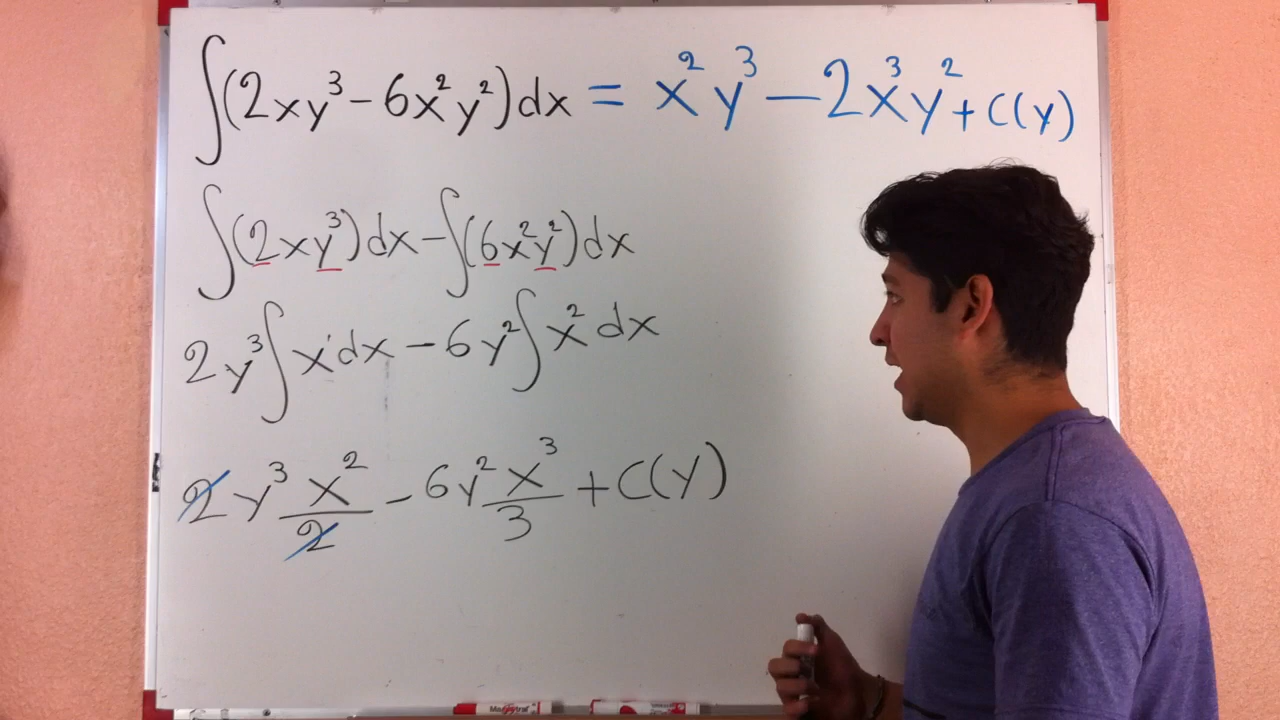 ∫(2xy³ - 6x²y²)dx = x²y³ - 2x³y² + c(y)
∫(2xy³)dx - ∫(6x²y²)dx
2y³∫x¹dx - 6y²∫x²dx
2y³ x²/2 - 6y² x³/3 + c(y)
Magistral